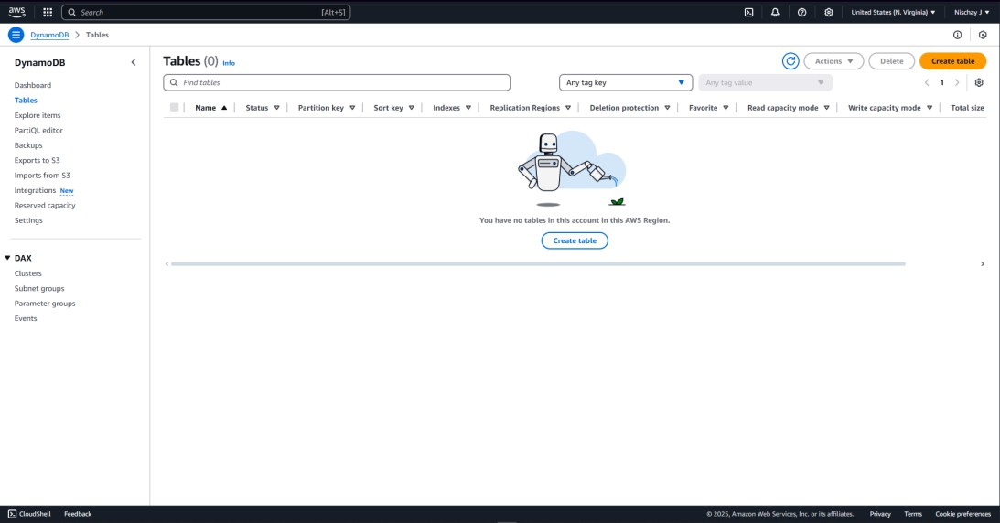 aws
Search [Alt+S]
United States (N. Virginia)
Nischay J
DynamoDB
Tables
DynamoDB
Dashboard
Tables
Explore items
PartiQL editor
Backups
Exports to S3
Imports from S3
Integrations New
Reserved capacity
Settings
DAX
Clusters
Subnet groups
Parameter groups
Events
Tables (0) Info
Actions
Delete
Create table
Find tables
Any tag key
Any tag value
1
Name Status Partition key Sort key Indexes Replication Regions Deletion protection Favorite Read capacity mode Write capacity mode Total size
You have no tables in this account in this AWS Region.
Create table
CloudShell Feedback
© 2025, Amazon Web Services, Inc. or its affiliates. Privacy Terms Cookie preferences